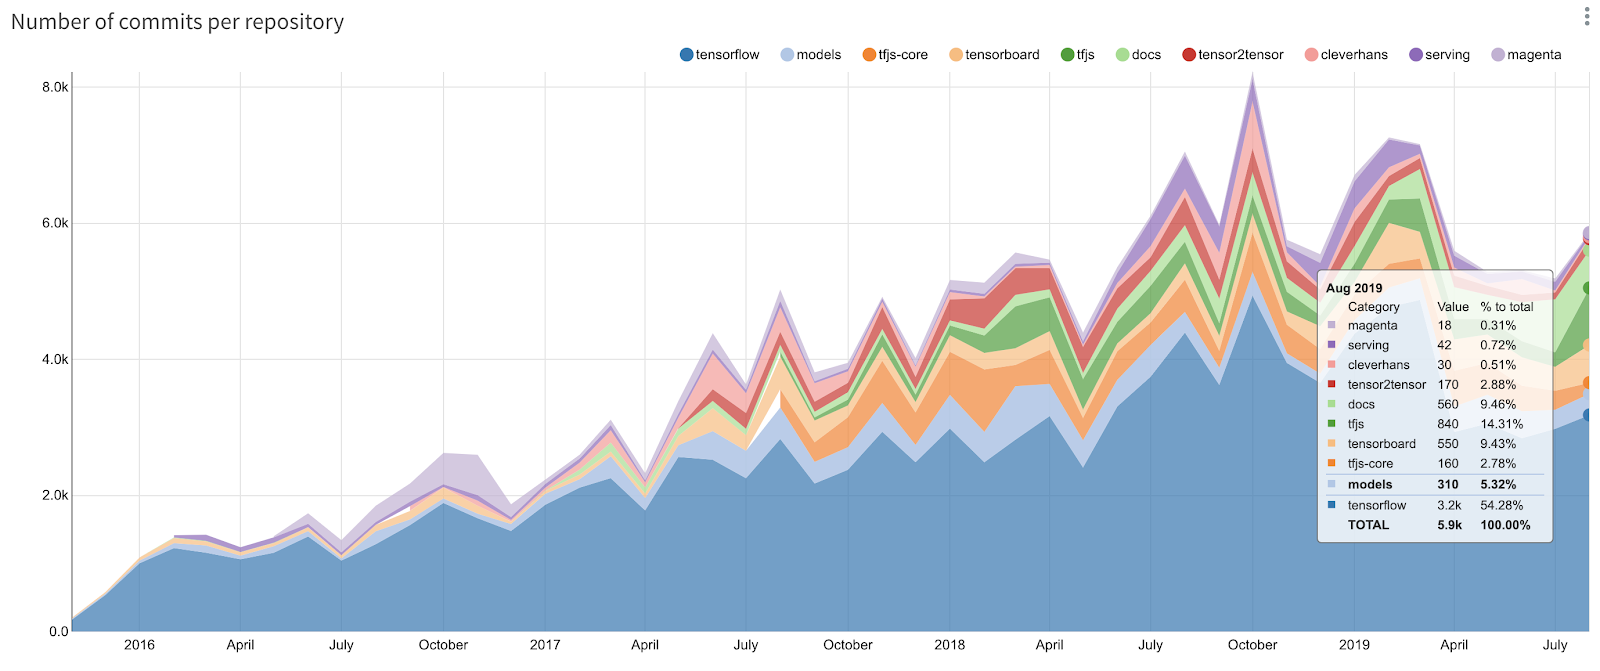 Number of commits per repository
tensorflow models tfjs-core tensorboard tfjs docs tensor2tensor cleverhans serving magenta
8.0k
6.0k
4.0k
2.0k
0.0
2016 April July October 2017 April July October 2018 April July October 2019 April July
Aug 2019
Category Value % to total
magenta 18 0.31%
serving 42 0.72%
cleverhans 30 0.51%
tensor2tensor 170 2.88%
docs 560 9.46%
tfjs 840 14.31%
tensorboard 550 9.43%
tfjs-core 160 2.78%
models 310 5.32%
tensorflow 3.2k 54.28%
TOTAL 5.9k 100.00%